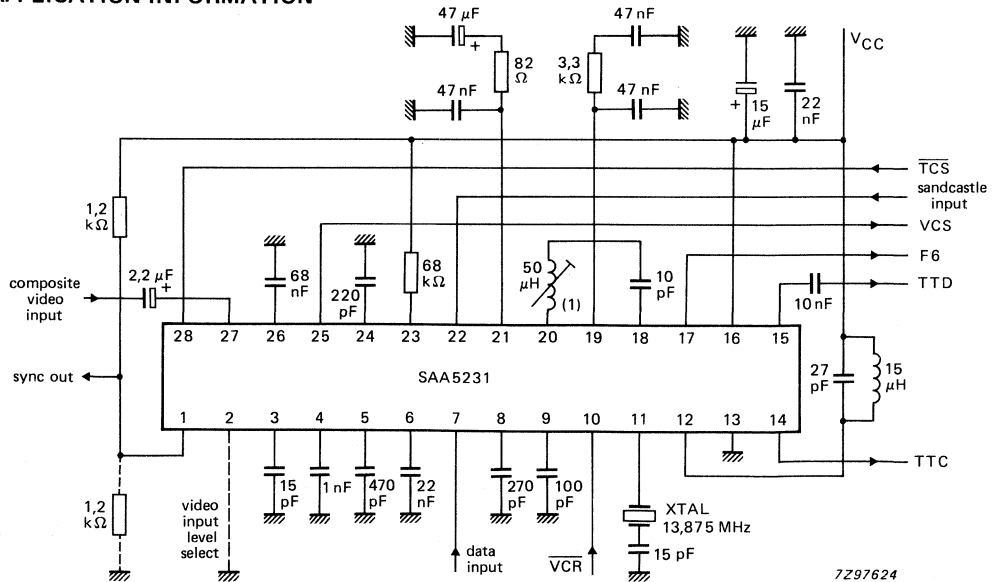 APPLICATION INFORMATION
47 µF
+
82
Ω
47 nF
47 nF
3,3
kΩ
47 nF
+
15
µF
22
nF
VCC
TCS
sandcastle
input
VCS
F6
TTD
10 nF
1,2
kΩ
2,2 µF
+
composite
video
input
68
nF
220
pF
68
kΩ
50
µH
(1)
10
pF
28 27 26 25 24 23 22 21 20 19 18 17 16 15
sync out
SAA5231
27
pF
15
µH
1 2 3 4 5 6 7 8 9 10 11 12 13 14
TTC
15
pF
1 nF
470
pF
22
nF
270
pF
100
pF
XTAL
13,875 MHz
15 pF
1,2
kΩ
video
input
level
select
data
input
VCR
7Z97624